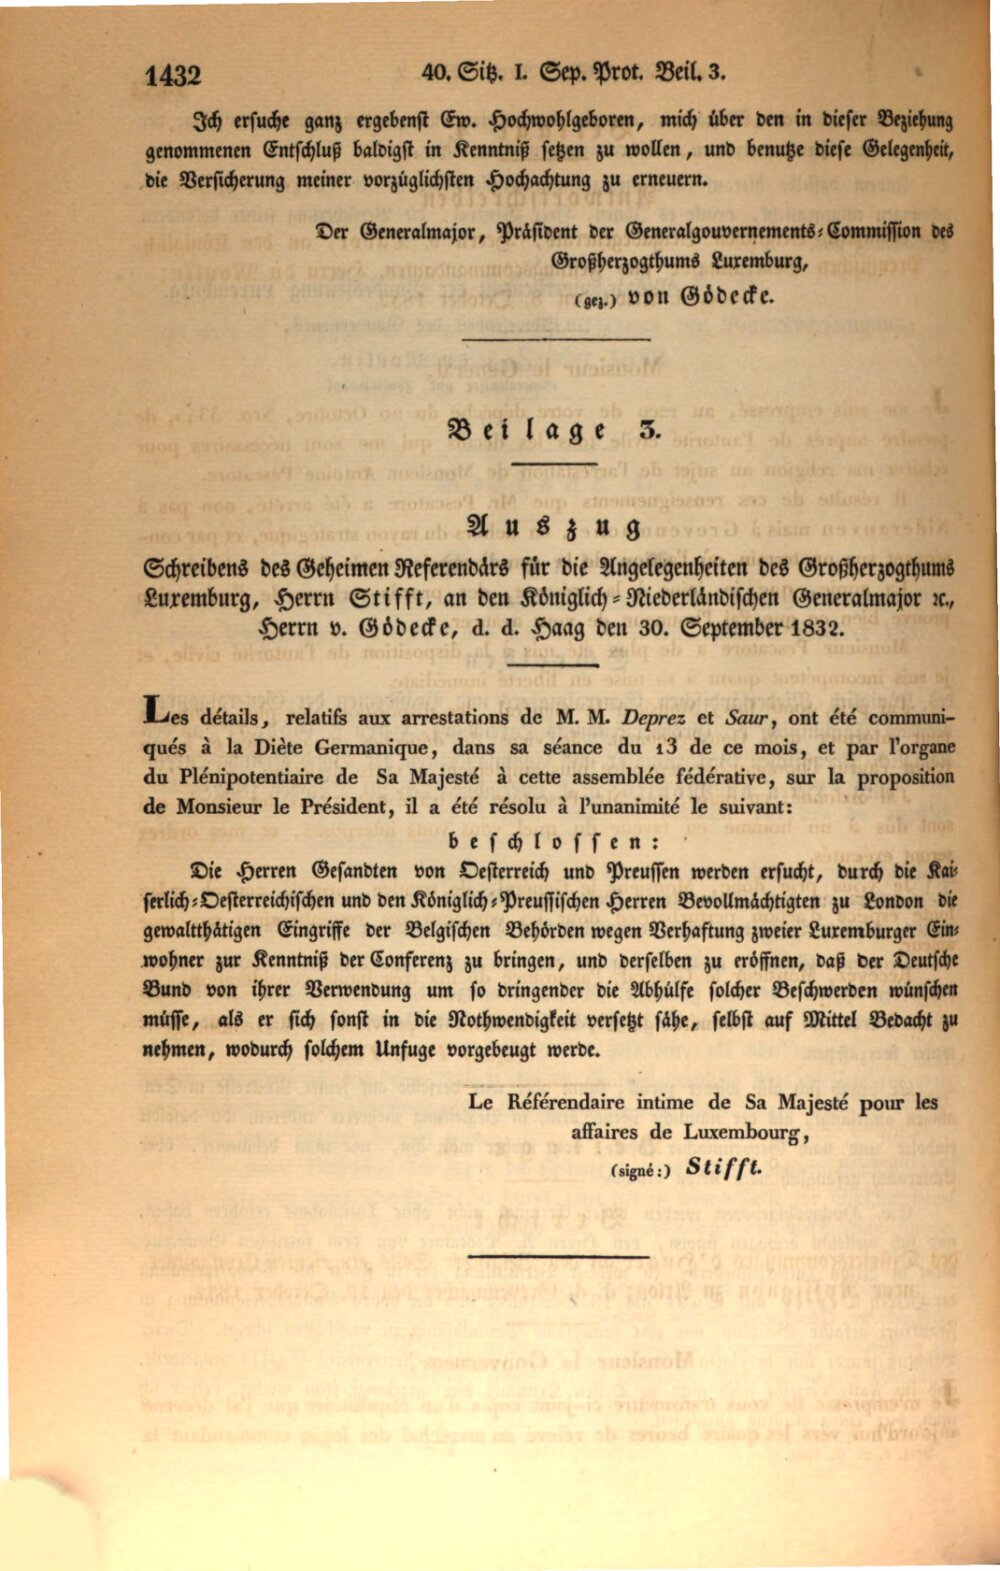 1432
40. Sitz. I. Sep. Prot. Beil. 3.
Ich ersuche ganz ergebenst Ew. Hochwohlgeboren, mich über den in dieser Beziehung
genommenen Entschluß baldigst in Kenntniß setzen zu wollen, und benutze diese Gelegenheit,
die Versicherung meiner vorzüglichsten Hochachtung zu erneuern.
Der Generalmajor, Präsident der Generalgouvernements-Commission des
Großherzogthums Luxemburg,
(gez.) von Gödecke.
Beilage 3.
Auszug
Schreibens des Geheimen Referendärs für die Angelegenheiten des Großherzogthums
Luxemburg, Herrn Stifft, an den Königlich-Niederländischen Generalmajor ꝛc.,
Herrn v. Gödecke, d. d. Haag den 30. September 1832.
Les détails, relatifs aux arrestations de M. M. Deprez et Saur, ont été communi-
qués à la Diète Germanique, dans sa séance du 13 de ce mois, et par l'organe
du Plénipotentiaire de Sa Majesté à cette assemblée fédérative, sur la proposition
de Monsieur le Président, il a été résolu à l'unanimité le suivant:
beschlossen:
Die Herren Gesandten von Oesterreich und Preussen werden ersucht, durch die Kai-
serlich-Oesterreichischen und den Königlich-Preussischen Herren Bevollmächtigten zu London die
gewaltthätigen Eingriffe der Belgischen Behörden wegen Verhaftung zweier Luxemburger Ein-
wohner zur Kenntniß der Conferenz zu bringen, und derselben zu eröffnen, daß der Deutsche
Bund von ihrer Verwendung um so dringender die Abhülfe solcher Beschwerden wünschen
müsse, als er sich sonst in die Nothwendigkeit versetzt sähe, selbst auf Mittel Bedacht zu
nehmen, wodurch solchem Unfuge vorgebeugt werde.
Le Référendaire intime de Sa Majesté pour les
affaires de Luxembourg,
(signé:) Stifft.